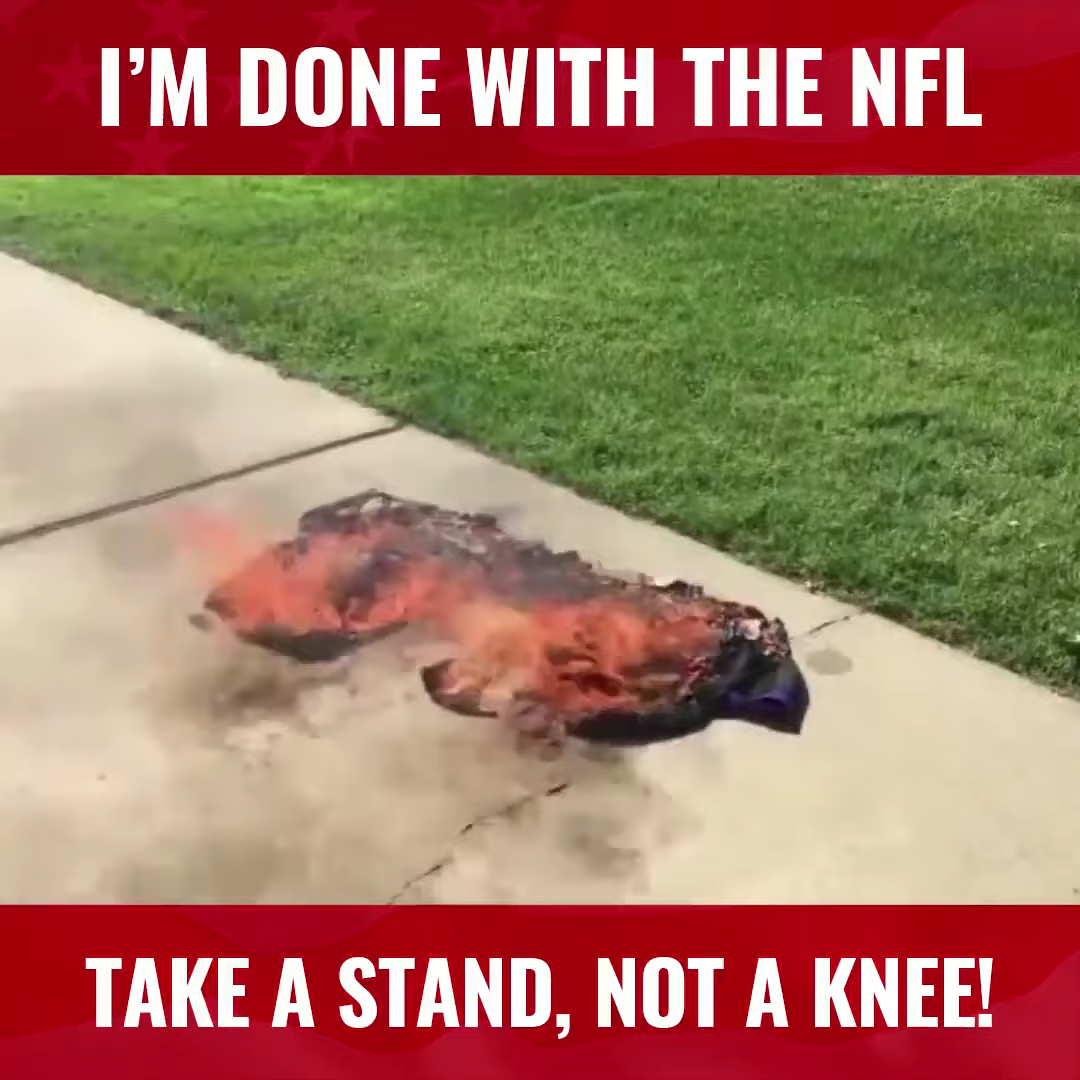 I’M DONE WITH THE NFL
TAKE A STAND, NOT A KNEE!